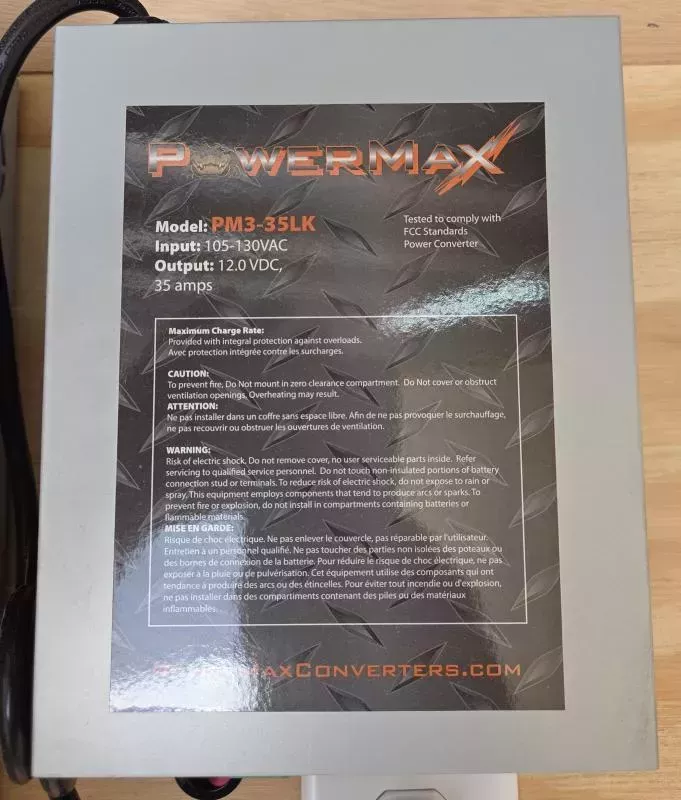 POWERMAX
Model: PM3-35LK
Input: 105-130VAC
Output: 12.0 VDC,
35 amps
Tested to comply with
FCC Standards
Power Converter
Maximum Charge Rate:
Provided with integral protection against overloads.
Avec protection intégrée contre les surcharges.
CAUTION:
To prevent fire, Do Not mount in zero clearance compartment. Do Not cover or obstruct
ventilation openings, Overheating may result.
ATTENTION:
Ne pas installer dans un coffre sans espace libre. Afin de ne pas provoquer le surchauffage,
ne pas recouvrir ou obstruer les ouvertures de ventilation.
WARNING:
Risk of electric shock, Do not remove cover, no user serviceable parts inside. Refer
servicing to qualified service personnel. Do not touch non-insulated portions of battery
connection stud or terminals. To reduce risk of electric shock, do not expose to rain or
spray, This equipment employs components that tend to produce arcs or sparks. To
prevent fire or explosion, do not install in compartments containing batteries or
flammable materials.
MISE EN GARDE:
Risque de choc électrique. Ne pas enlever le couvercle, pas réparable par l'utilisateur.
Entretien à un personnel qualifié. Ne pas toucher des parties non isolées des poteaux ou
des bornes de connexion de la batterie. Pour réduire le risque de choc électrique, ne pas
exposer à la pluie ou de pulvérisation. Cet équipement utilise des composants qui ont
tendance à produire des arcs ou des étincelles. Pour éviter tout incendie ou d'explosion,
ne pas installer dans des compartiments contenant des piles ou des matériaux
inflammables.
POWERMAXCONVERTERS.COM